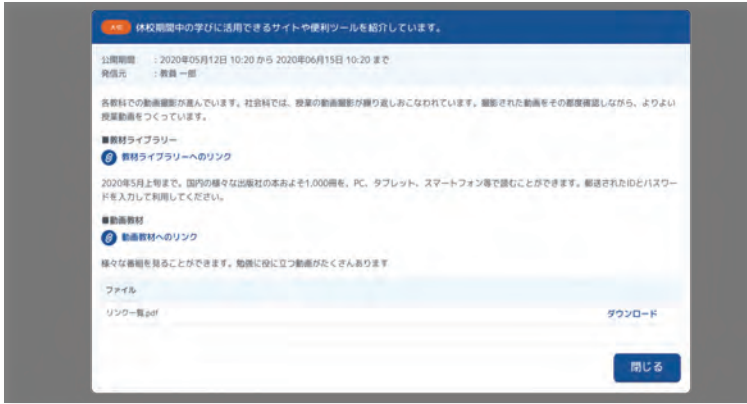 休校期間中の学びに活用できるサイトや便利ツールを紹介しています。
公開期間 : 2020年05月12日 10:20 から 2020年06月15日 10:20 まで
発信元 : 教員 一郎
各教科での動画撮影が進んでいます。社会科では、授業の動画撮影が繰り返しおこなわれています。撮影された動画をその都度確認しながら、よりよい
授業動画をつくっています。
■教材ライブラリー
教材ライブラリーへのリンク
2020年5月上旬まで。国内の様々な出版社の本およそ1,000冊を、PC、タブレット、スマートフォン等で読むことができます。郵送されたIDとパスワー
ドを入力して利用してください。
■動画教材
動画教材へのリンク
様々な番組を見ることができます。勉強に役に立つ動画がたくさんあります
ファイル
リンク一覧.pdf ダウンロード
閉じる